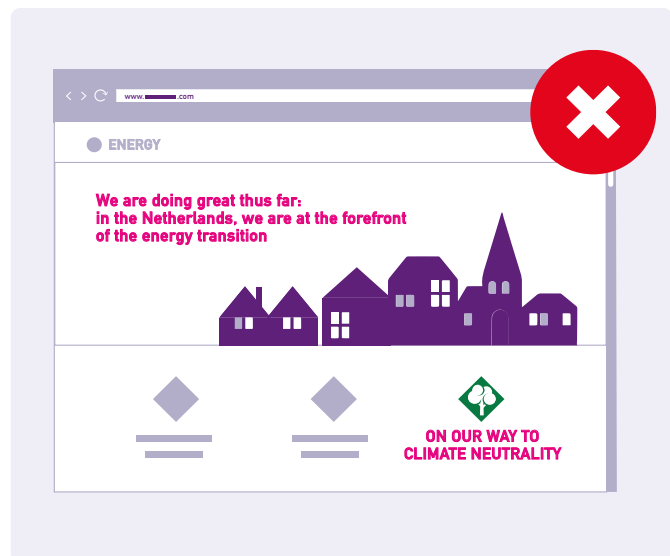 www. .com
ENERGY
We are doing great thus far:
in the Netherlands, we are at the forefront
of the energy transition
ON OUR WAY TO
CLIMATE NEUTRALITY